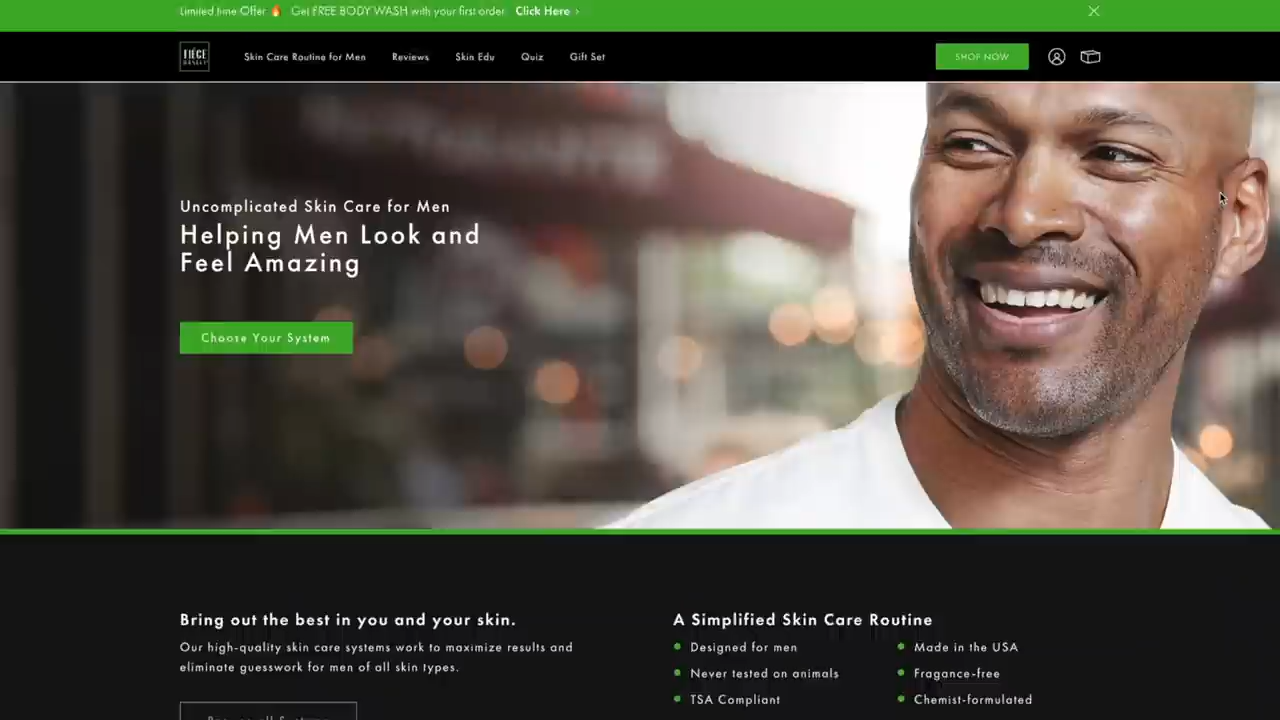 Limited time Offer 🔥 Get FREE BODY WASH with your first order Click Here ›
TIEGE
HANLEY
Skin Care Routine for Men
Reviews
Skin Edu
Quiz
Gift Set
SHOP NOW
Uncomplicated Skin Care for Men
Helping Men Look and
Feel Amazing
Choose Your System
Bring out the best in you and your skin.
Our high-quality skin care systems work to maximize results and
eliminate guesswork for men of all skin types.
A Simplified Skin Care Routine
Designed for men
Made in the USA
Never tested on animals
Fragance-free
TSA Compliant
Chemist-formulated